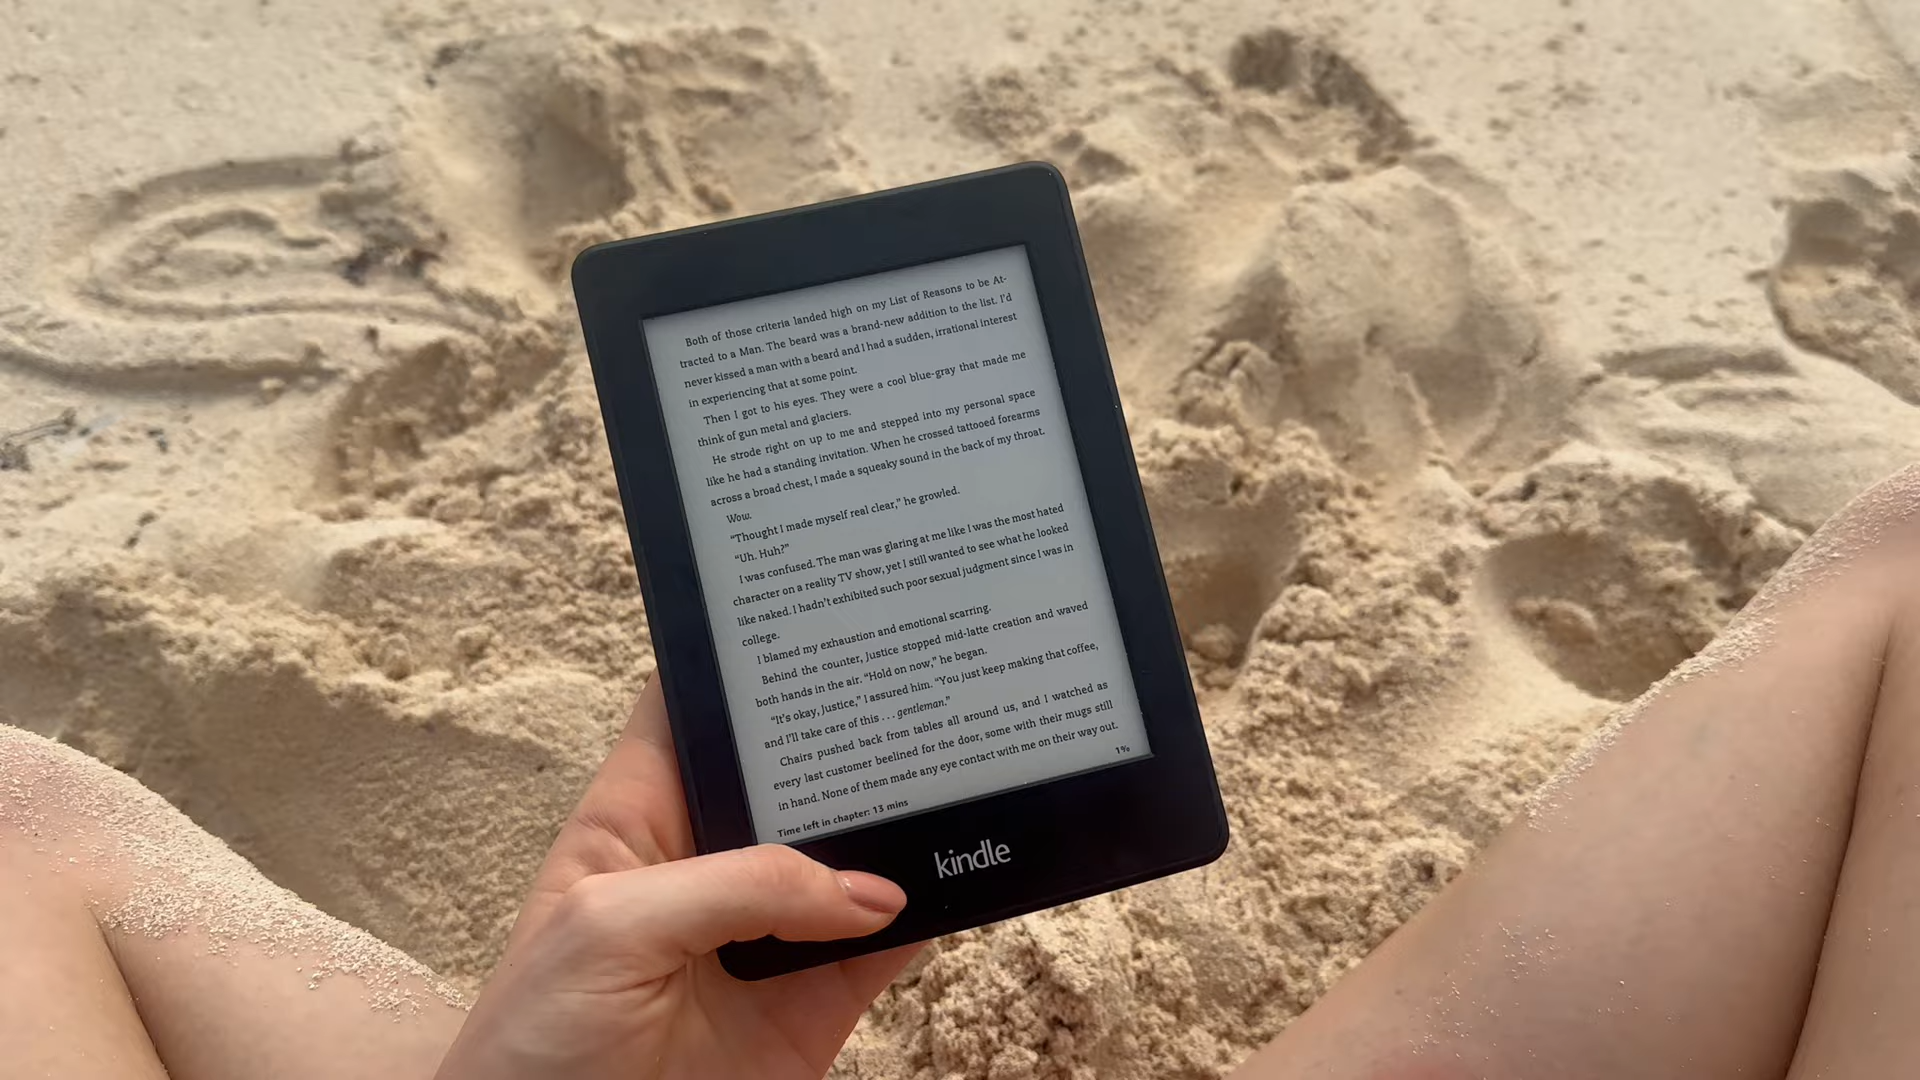 Both of those criteria landed high on my List of Reasons to be At-
tracted to a Man. The beard was a brand-new addition to the list. I'd
never kissed a man with a beard and I had a sudden, irrational interest
in experiencing that at some point.
Then I got to his eyes. They were a cool blue-gray that made me
think of gun metal and glaciers.
He strode right on up to me and stepped into my personal space
like he had a standing invitation. When he crossed tattooed forearms
across a broad chest, I made a squeaky sound in the back of my throat.
Wow.
“Thought I made myself real clear,” he growled.
“Uh. Huh?”
I was confused. The man was glaring at me like I was the most hated
character on a reality TV show, yet I still wanted to see what he looked
like naked. I hadn't exhibited such poor sexual judgment since I was in
college.
I blamed my exhaustion and emotional scarring.
Behind the counter, Justice stopped mid-latte creation and waved
both hands in the air. “Hold on now,” he began.
“It's okay, Justice,” I assured him. “You just keep making that coffee,
and I'll take care of this . . . gentleman.”
Chairs pushed back from tables all around us, and I watched as
every last customer beelined for the door, some with their mugs still
in hand. None of them made any eye contact with me on their way out.
Time left in chapter: 13 mins
1%
kindle